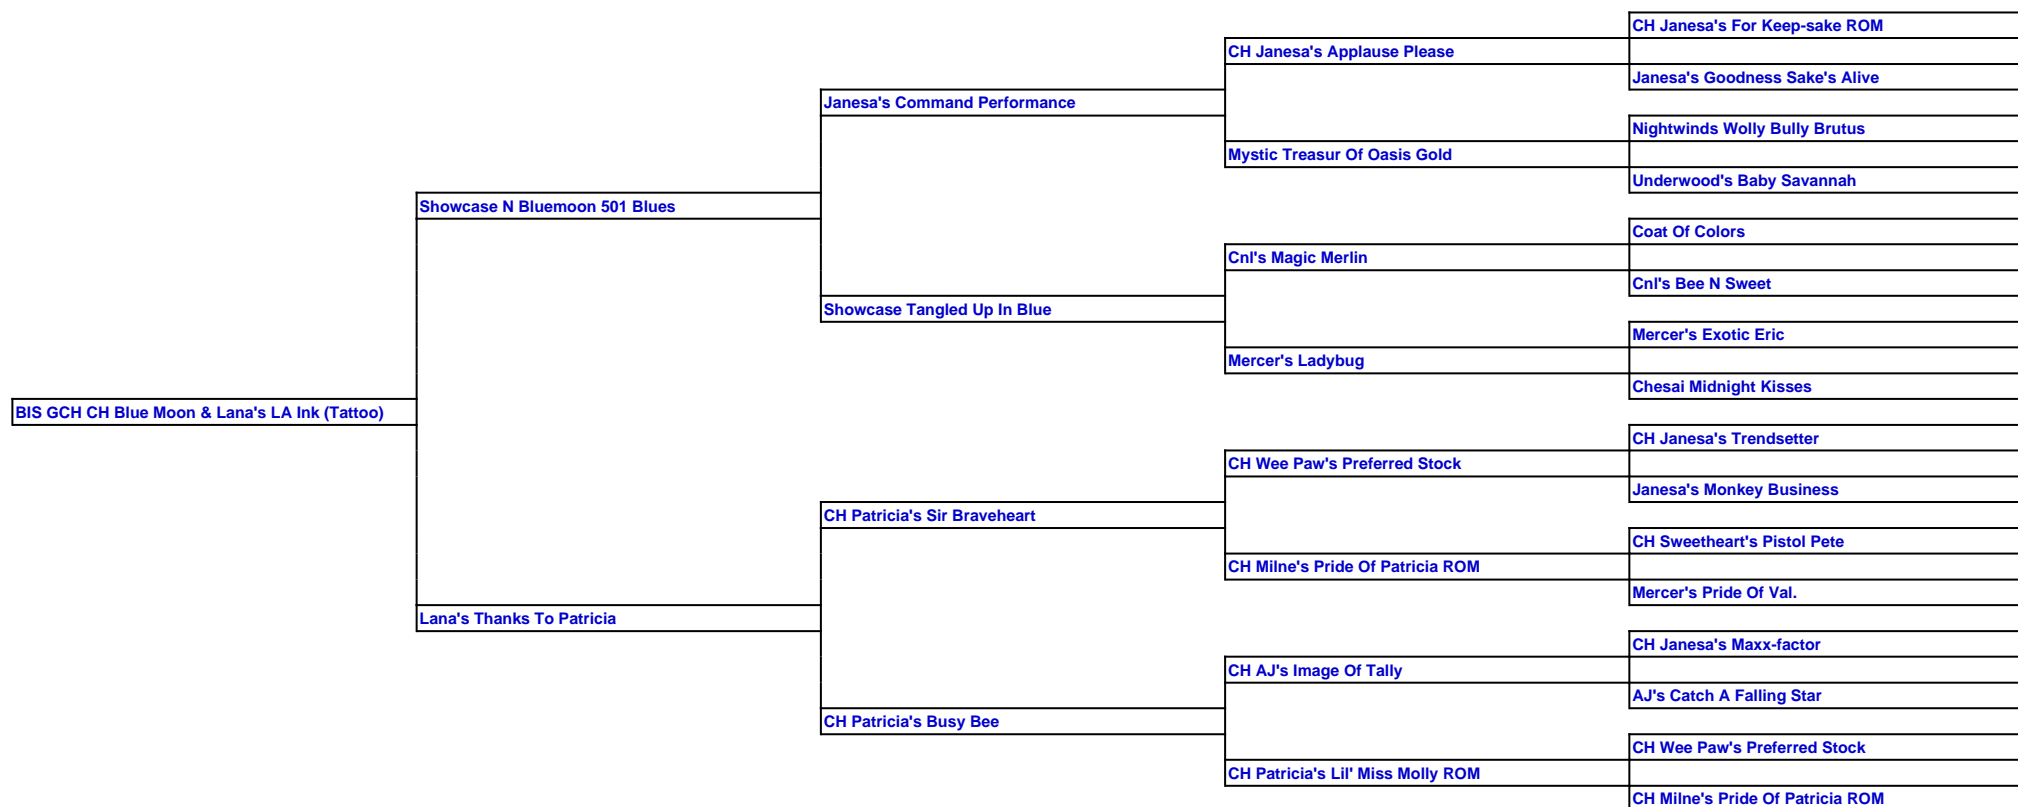 CH Janesa's For Keep-sake ROM
CH Janesa's Applause Please
Janesa's Goodness Sake's Alive
Janesa's Command Performance
Nightwinds Wolly Bully Brutus
Mystic Treasur Of Oasis Gold
Underwood's Baby Savannah
Showcase N Bluemoon 501 Blues
Coat Of Colors
Cnl's Magic Merlin
Cnl's Bee N Sweet
Showcase Tangled Up In Blue
Mercer's Exotic Eric
Mercer's Ladybug
Chesai Midnight Kisses
BIS GCH CH Blue Moon & Lana's LA Ink (Tattoo)
CH Janesa's Trendsetter
CH Wee Paw's Preferred Stock
Janesa's Monkey Business
CH Patricia's Sir Braveheart
CH Sweetheart's Pistol Pete
CH Milne's Pride Of Patricia ROM
Mercer's Pride Of Val.
Lana's Thanks To Patricia
CH Janesa's Maxx-factor
CH AJ's Image Of Tally
AJ's Catch A Falling Star
CH Patricia's Busy Bee
CH Wee Paw's Preferred Stock
CH Patricia's Lil' Miss Molly ROM
CH Milne's Pride Of Patricia ROM